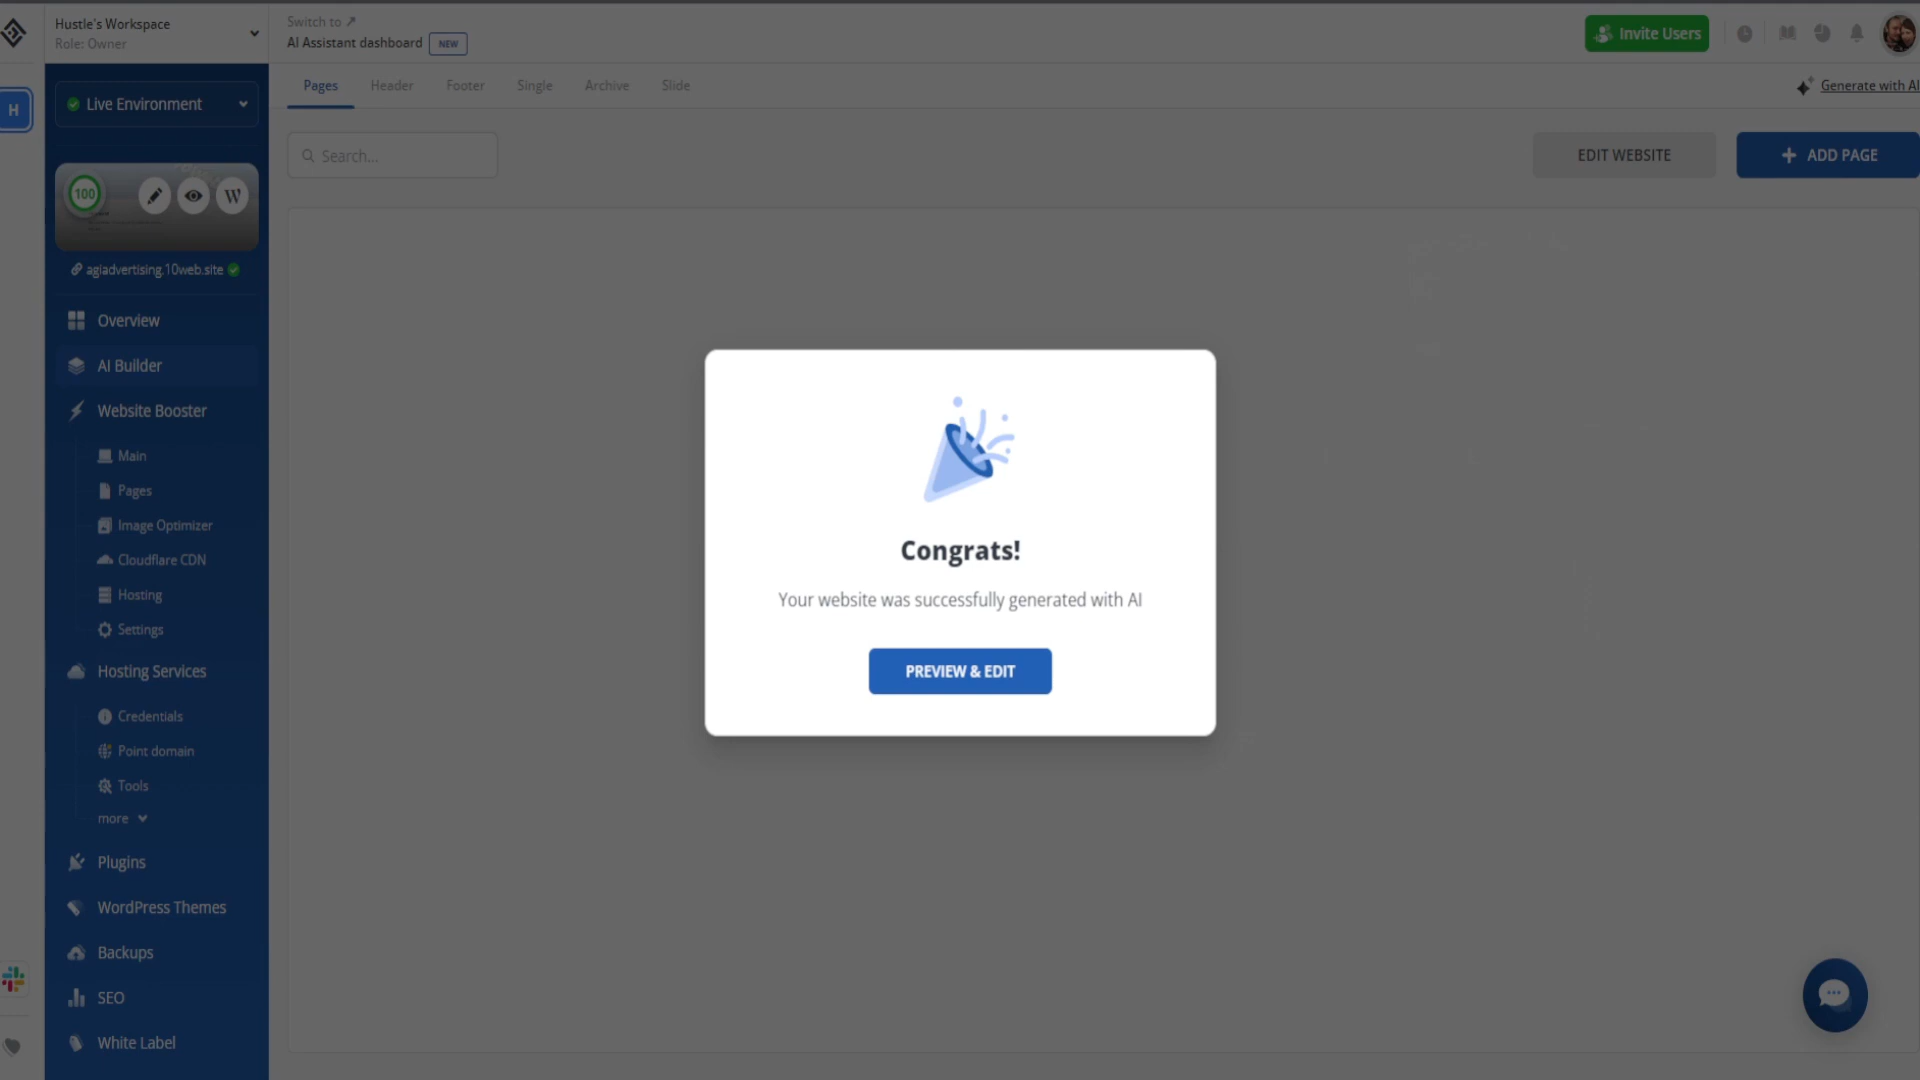 Hustle's Workspace
Role: Owner
Switch to
AI Assistant dashboard NEW
Invite Users
H
Live Environment
Pages Header Footer Single Archive Slide
Generate with AI
Search...
EDIT WEBSITE
ADD PAGE
100
W
agiadvertising.10web.site
Overview
AI Builder
Website Booster
Main
Pages
Image Optimizer
Cloudflare CDN
Hosting
Settings
Hosting Services
Credentials
Point domain
Tools
more
Plugins
WordPress Themes
Backups
SEO
White Label
Congrats!
Your website was successfully generated with AI
PREVIEW & EDIT